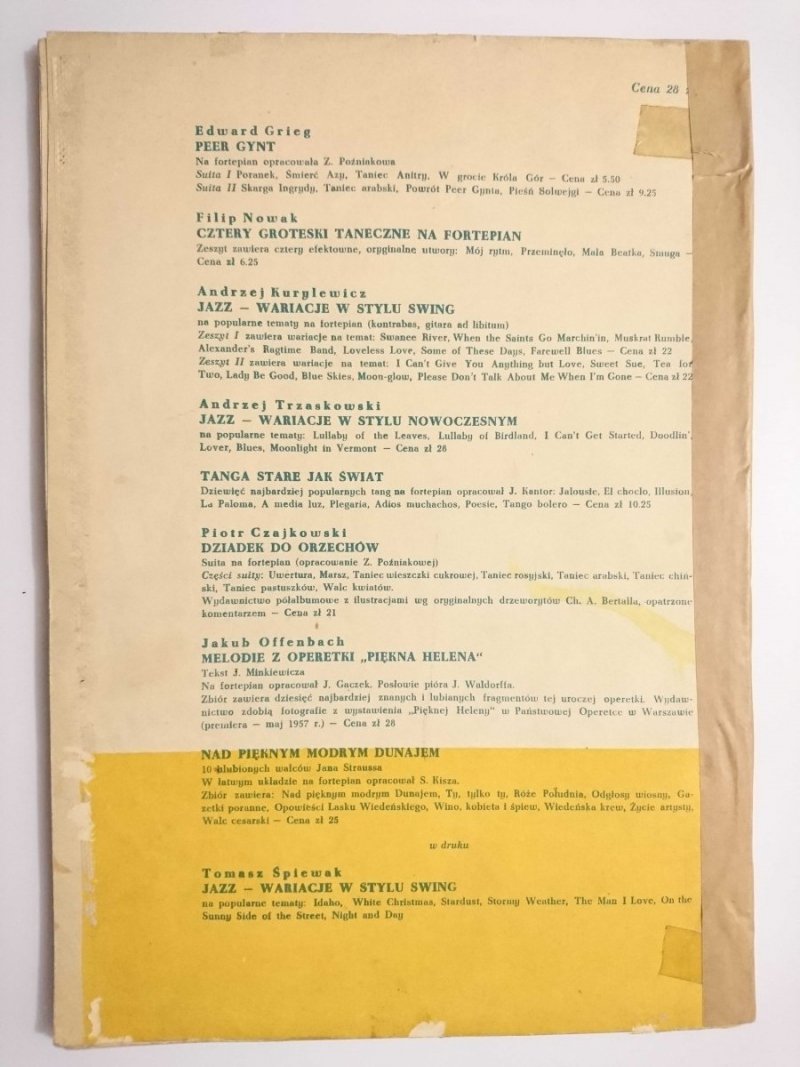 Cena 28
Edward Grieg
PEER GYNT
Na fortepian opracowała Z. Poźniakowa
Suita I Poranek, Śmierć Azy, Taniec Anitry, W grocie Króla Gór – Cena zł 5.50
Suita II Skarga Ingrydy, Taniec arabski, Powrót Peer Gynta, Pieśń Solwejgi – Cena zł 9.25
Filip Nowak
CZTERY GROTESKI TANECZNE NA FORTEPIAN
Zeszyt zawiera cztery efektowne, oryginalne utwory: Mój rytm, Przeminęło, Mała Beatka, Smuga –
Cena zł 6.25
Andrzej Kurylewicz
JAZZ – WARIACJE W STYLU SWING
na popularne tematy na fortepian (kontrabas, gitara ad libitum)
Zeszyt I zawiera wariacje na temat: Swanee River, When the Saints Go Marchin'in, Muskrat Rumble,
Alexander's Ragtime Band, Loveless Love, Some of These Days, Farewell Blues – Cena zł 22
Zeszyt II zawiera wariacje na temat: I Can't Give You Anything but Love, Sweet Sue, Tea for
Two, Lady Be Good, Blue Skies, Moon-glow, Please Don't Talk About Me When I'm Gone – Cena zł 22
Andrzej Trzaskowski
JAZZ – WARIACJE W STYLU NOWOCZESNYM
na popularne tematy: Lullaby of the Leaves, Lullaby of Birdland, I Can't Get Started, Doodlin',
Lover, Blues, Moonlight in Vermont – Cena zł 28
TANGA STARE JAK ŚWIAT
Dziewięć najbardziej popularnych tang na fortepian opracował J. Kantor: Jalousie, El choclo, Illusion,
La Paloma, A media luz, Plegaria, Adios muchachos, Poesie, Tango bolero – Cena zł 10.25
Piotr Czajkowski
DZIADEK DO ORZECHÓW
Suita na fortepian (opracowanie Z. Poźniakowej)
Części suity: Uwertura, Marsz, Taniec wieszczki cukrowej, Taniec rosyjski, Taniec arabski, Taniec chiń-
ski, Taniec pastuszków, Walc kwiatów.
Wydawnictwo półalbumowe z ilustracjami wg oryginalnych drzeworytów Ch. A. Bertalla, opatrzone
komentarzem – Cena zł 21
Jakub Offenbach
MELODIE Z OPERETKI „PIĘKNA HELENA“
Tekst J. Minkiewicza
Na fortepian opracował J. Gaczek. Posłowie pióra J. Waldorffa.
Zbiór zawiera dziesięć najbardziej znanych i lubianych fragmentów tej uroczej operetki. Wydaw-
nictwo zdobią fotografie z wystawienia „Pięknej Heleny“ w Państwowej Operetce w Warszawie
(premiera – maj 1957 r.) – Cena zł 28
NAD PIĘKNYM MODRYM DUNAJEM
10 ulubionych walców Jana Straussa
W łatwym układzie na fortepian opracował S. Kisza.
Zbiór zawiera: Nad pięknym modrym Dunajem, Ty, tylko ty, Róże Południa, Odgłosy wiosny, Ga-
zetki poranne, Opowieści Lasku Wiedeńskiego, Wino, kobieta i śpiew, Wiedeńska krew, Życie artysty,
Walc cesarski – Cena zł 25
w druku
Tomasz Śpiewak
JAZZ – WARIACJE W STYLU SWING
na popularne tematy: Idaho, White Christmas, Stardust, Stormy Weather, The Man I Love, On the
Sunny Side of the Street, Night and Day